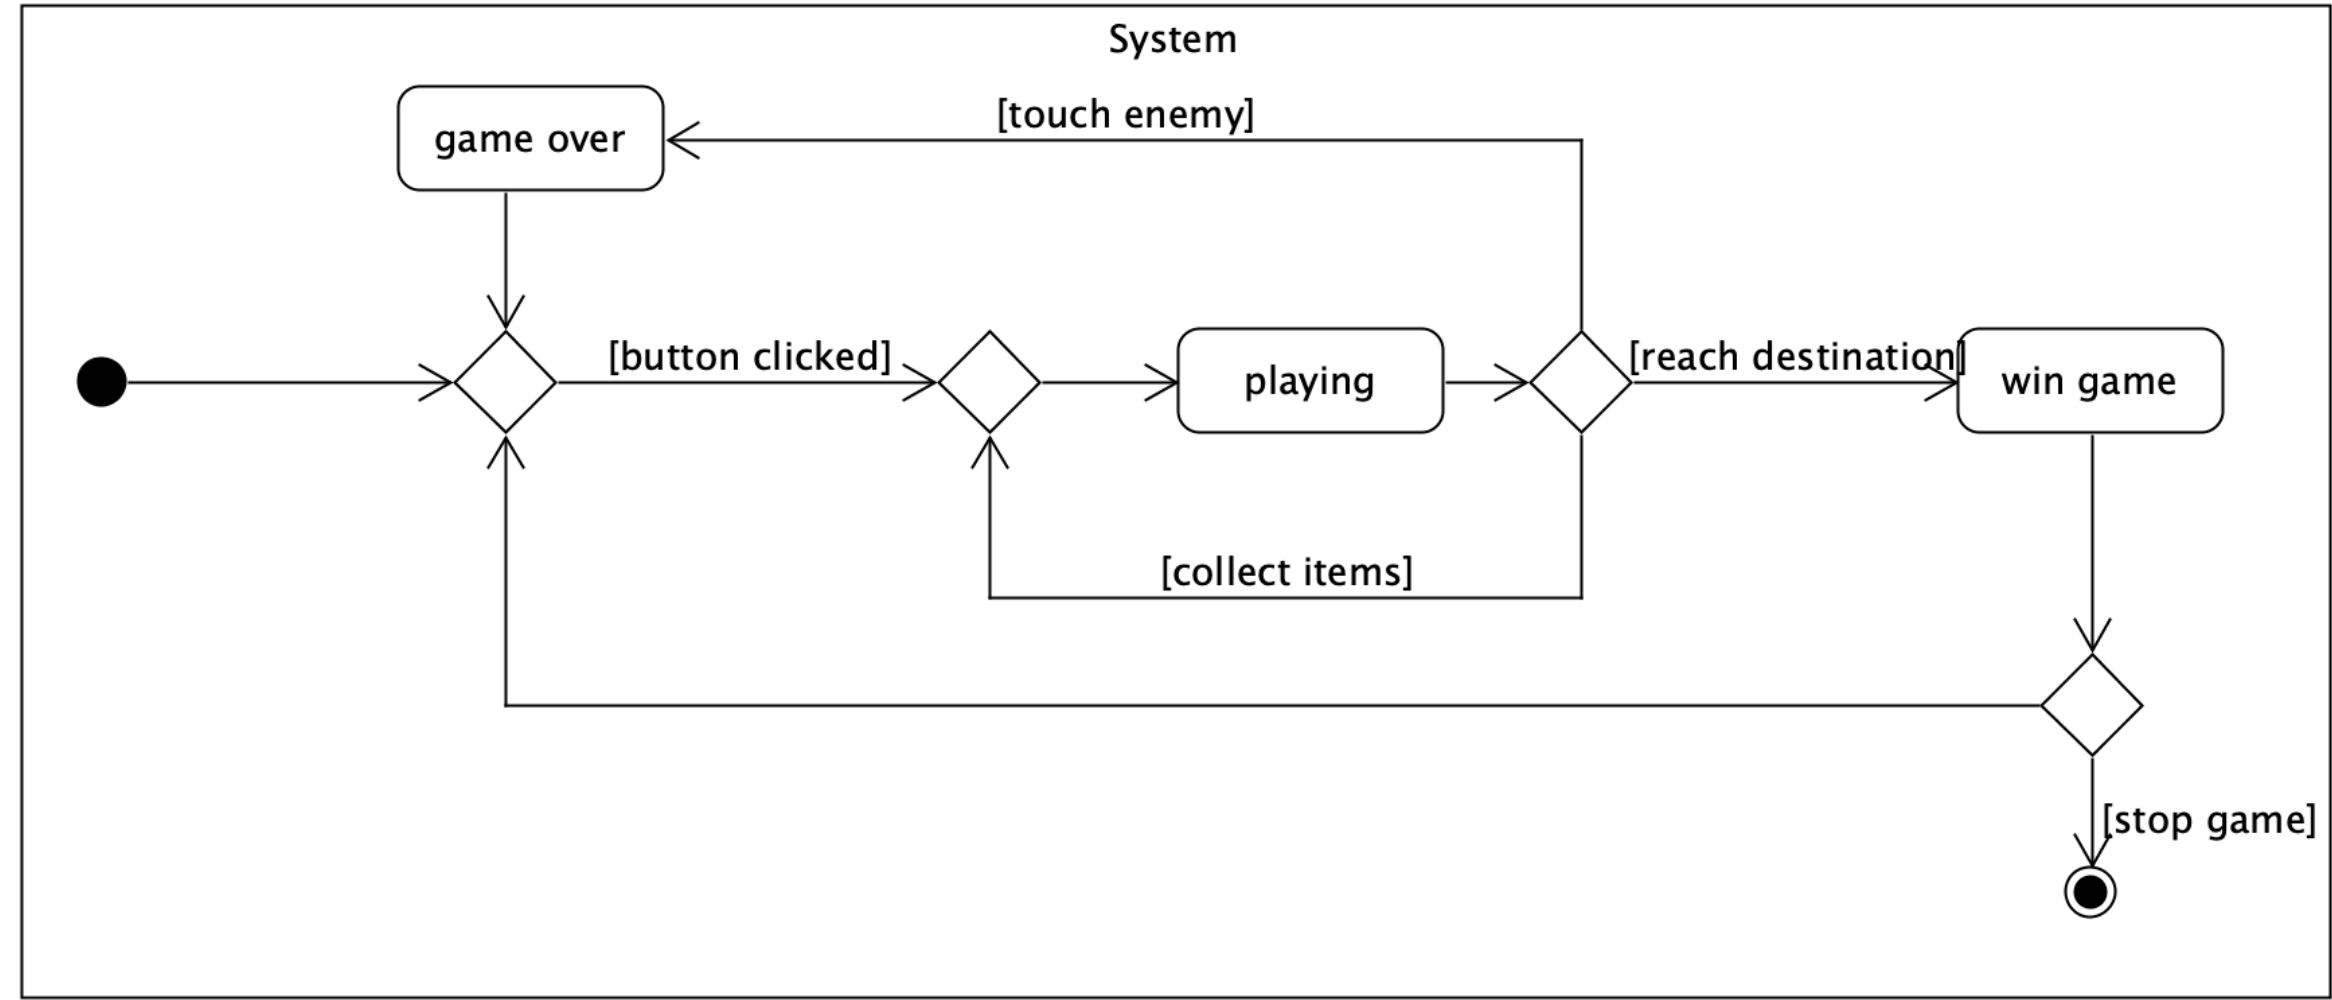 System
[touch enemy]
game over
[button clicked]
playing
[reach destination]
win game
[collect items]
[stop game]